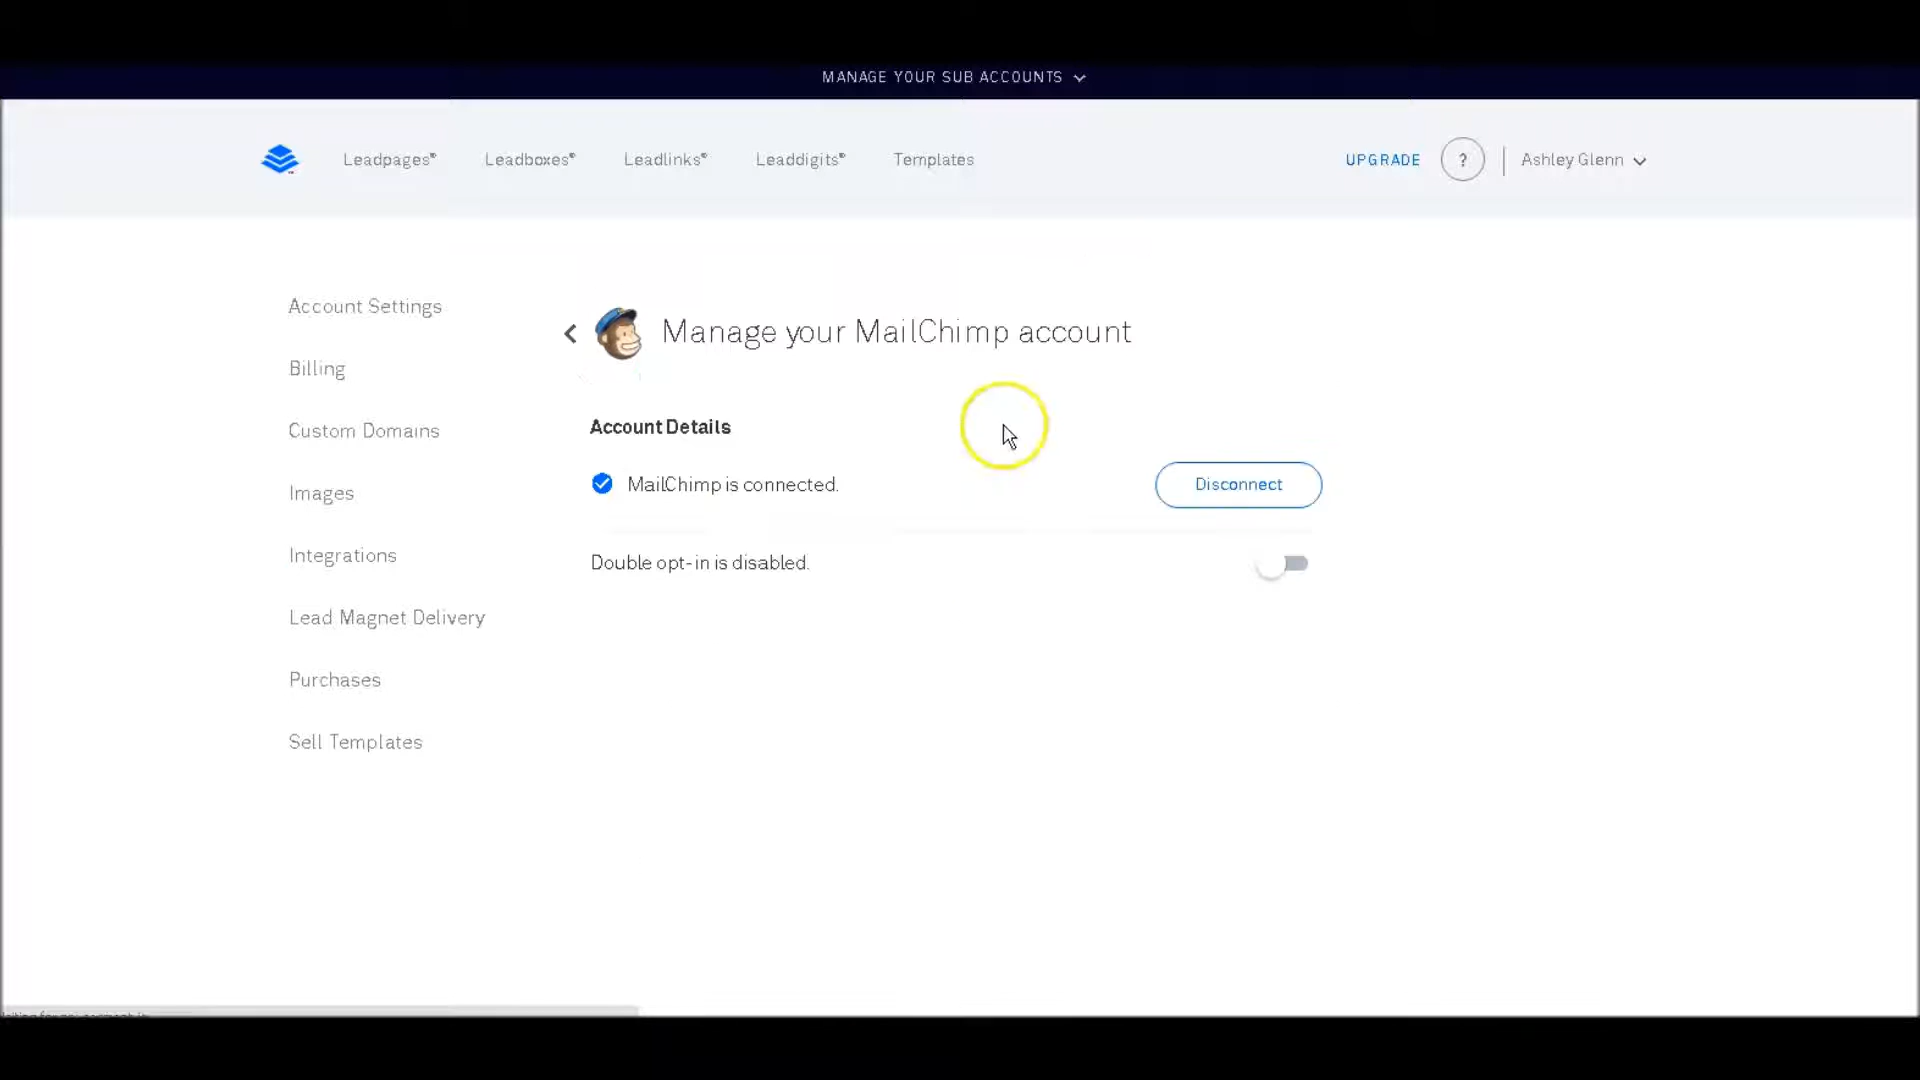 MANAGE YOUR SUB ACCOUNTS
Leadpages® Leadboxes® Leadlinks® Leaddigits® Templates UPGRADE ? Ashley Glenn
Account Settings
Manage your MailChimp account
Billing
Custom Domains
Account Details
Images
MailChimp is connected. Disconnect
Integrations
Double opt-in is disabled.
Lead Magnet Delivery
Purchases
Sell Templates